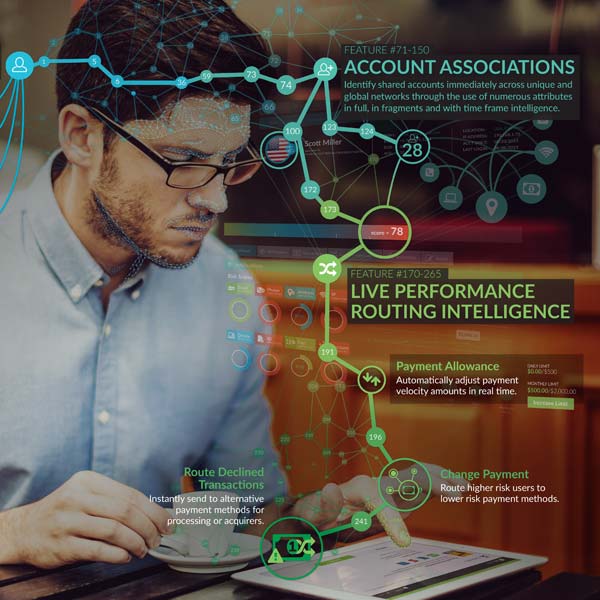 FEATURE #71-150
ACCOUNT ASSOCIATIONS
Identify shared accounts immediately across unique and
global networks through the use of numerous attributes
in full, in fragments and with time frame intelligence.
1
5
6
36
59
73
74
66
65
100
123
124
28
Scott Miller
LOCATION:
IP ADDRESS:
172
173
score = 78
FEATURE #170-265
LIVE PERFORMANCE
ROUTING INTELLIGENCE
191
Payment Allowance
Automatically adjust payment
velocity amounts in real time.
DAILY LIMIT
$0.00/$500
MONTHLY LIMIT
$500.00/$2,000.00
Increase Limit
196
Route Declined
Transactions
Instantly send to alternative
payment methods for
processing or acquirers.
Change Payment
Route higher risk users to
lower risk payment methods.
241